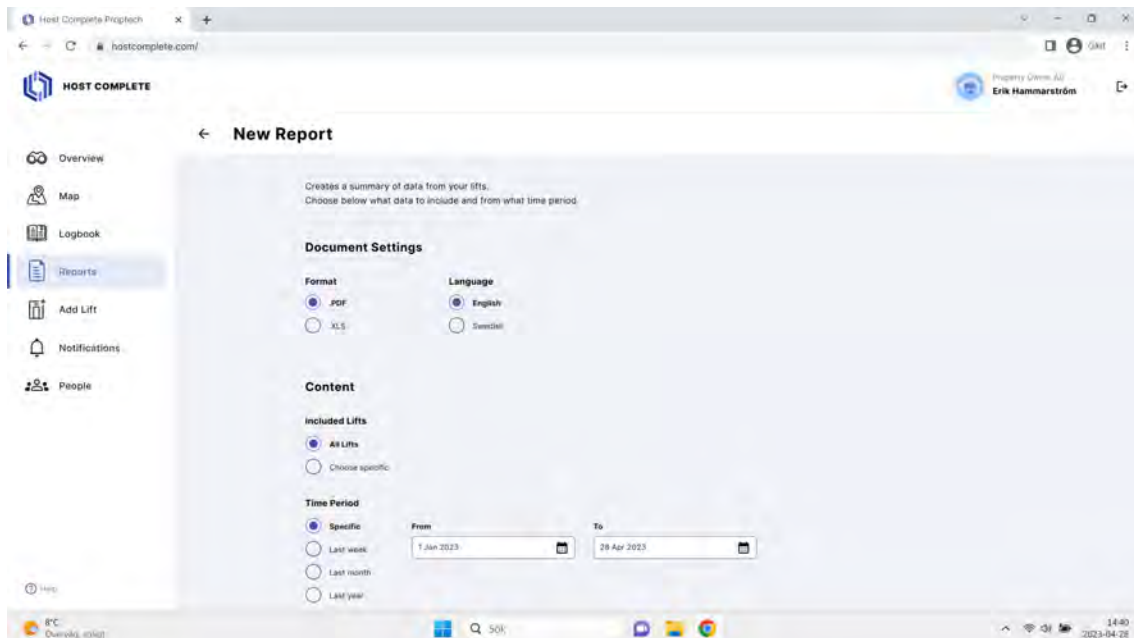 Host Complete Proptech
hostcomplete.com/
Gäst
HOST COMPLETE
Property Owner AB
Erik Hammarström
New Report
Overview
Map
Logbook
Reports
Add Lift
Notifications
People
Help
Creates a summary of data from your lifts.
Choose below what data to include and from what time period
Document Settings
Format
Language
.PDF
English
.XLS
Swedish
Content
Included Lifts
All Lifts
Choose specific
Time Period
Specific
From
To
Last week
1 Jan 2023
28 Apr 2023
Last month
Last year
8°C
Sök
14:40
2023-04-28